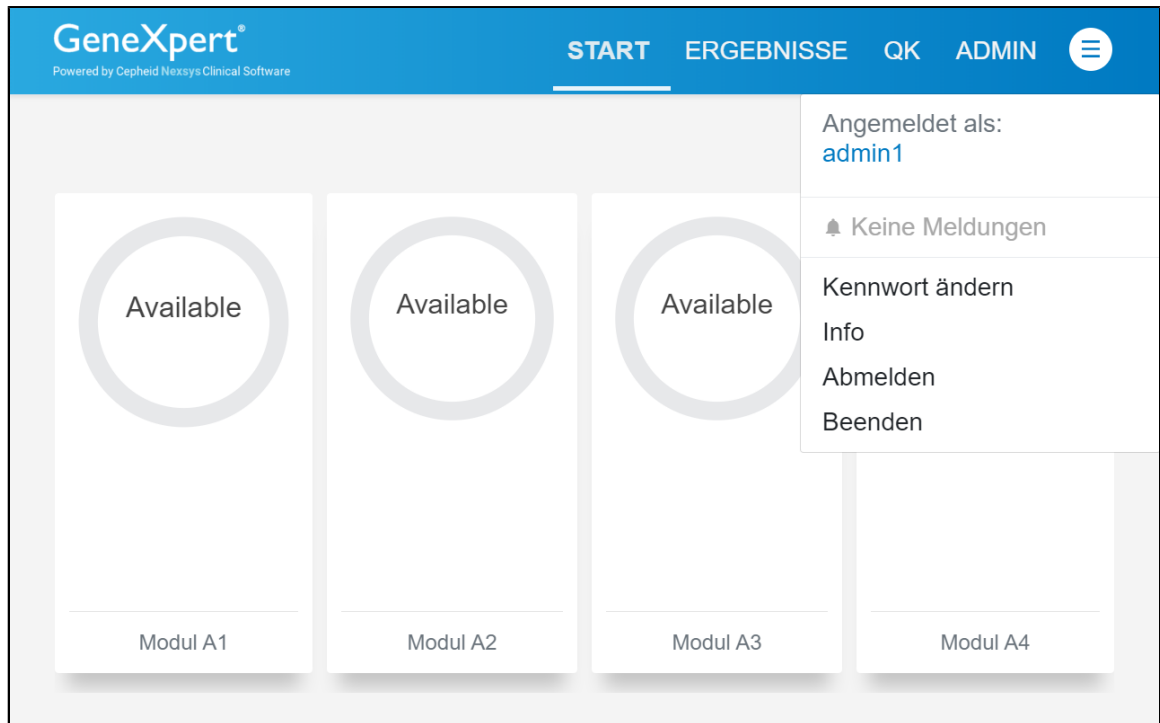 GeneXpert®
Powered by Cepheid Nexsys Clinical Software
START ERGEBNISSE QK ADMIN
Angemeldet als:
admin1
Keine Meldungen
Kennwort ändern
Info
Abmelden
Beenden
Available Available Available
Modul A1 Modul A2 Modul A3 Modul A4